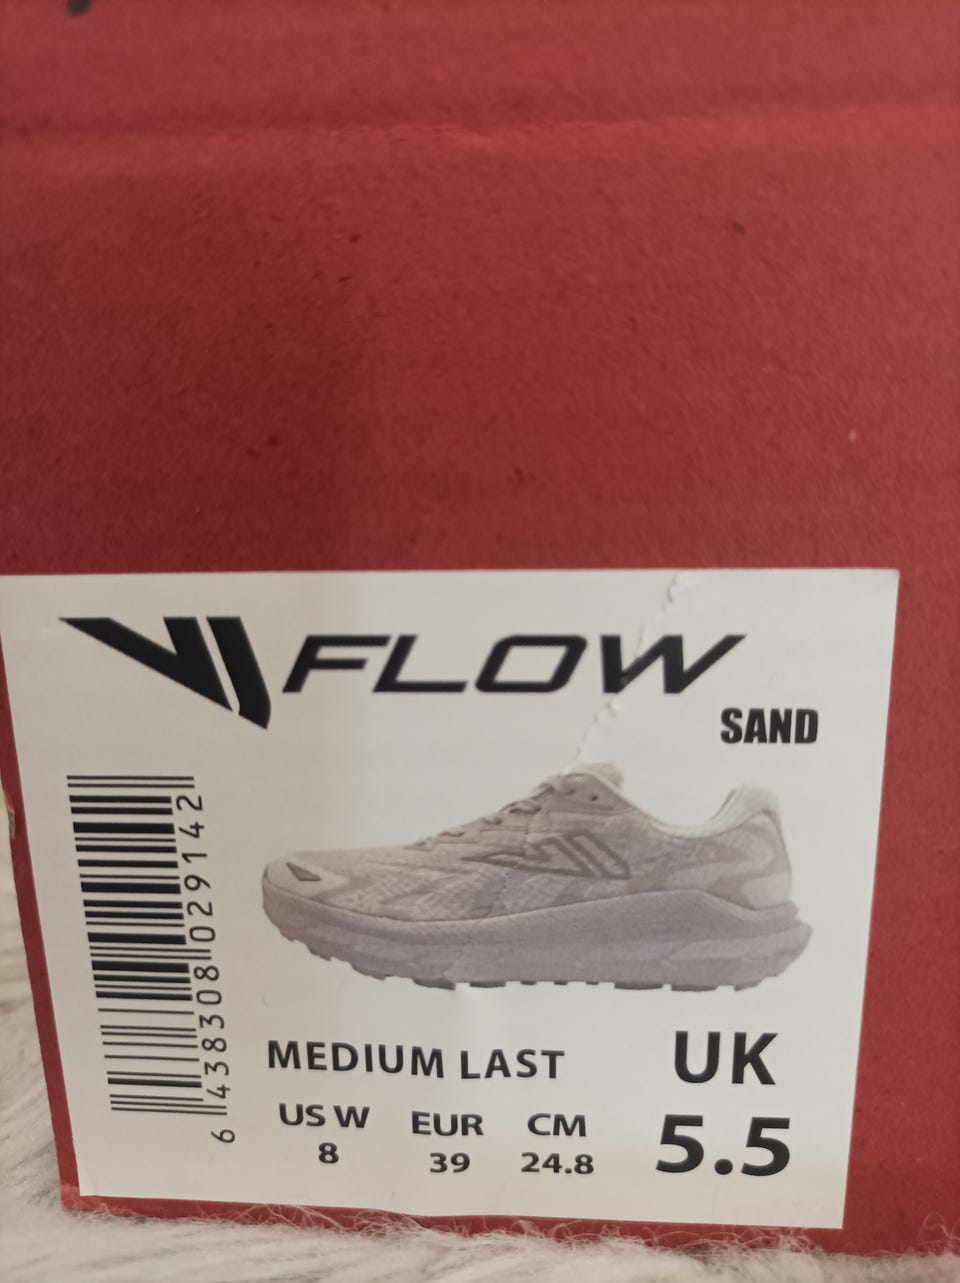 FLOW
SAND
6 438308 029142
MEDIUM LAST
UK
5.5
US W EUR CM
8 39 24.8